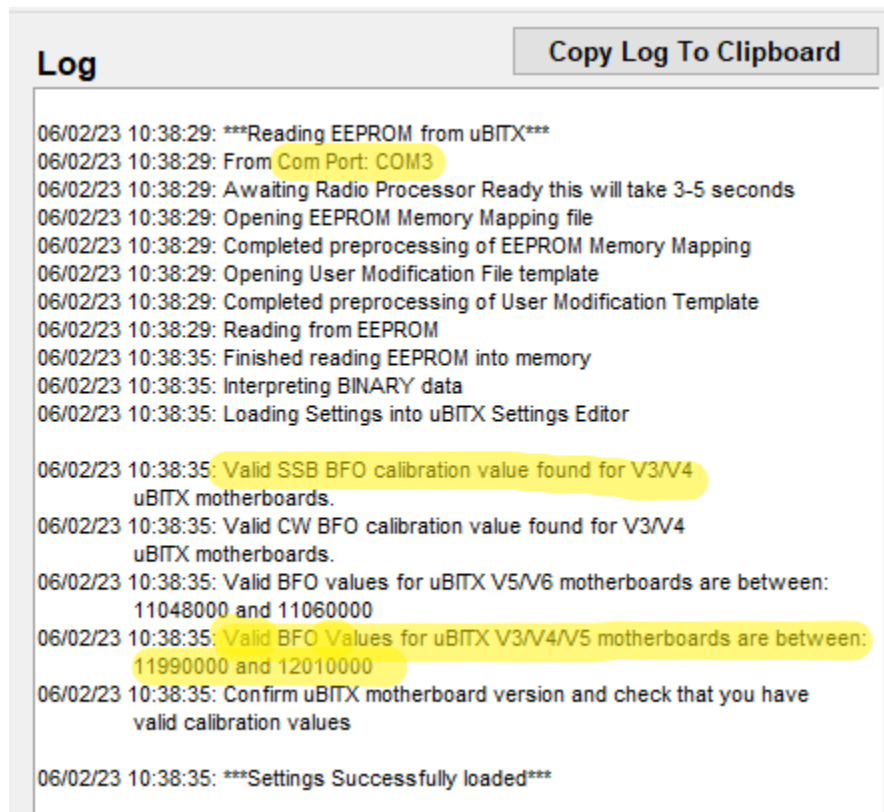 Log
Copy Log To Clipboard
06/02/23 10:38:29: ***Reading EEPROM from uBITX***
06/02/23 10:38:29: From Com Port: COM3
06/02/23 10:38:29: Awaiting Radio Processor Ready this will take 3-5 seconds
06/02/23 10:38:29: Opening EEPROM Memory Mapping file
06/02/23 10:38:29: Completed preprocessing of EEPROM Memory Mapping
06/02/23 10:38:29: Opening User Modification File template
06/02/23 10:38:29: Completed preprocessing of User Modification Template
06/02/23 10:38:29: Reading from EEPROM
06/02/23 10:38:35: Finished reading EEPROM into memory
06/02/23 10:38:35: Interpreting BINARY data
06/02/23 10:38:35: Loading Settings into uBITX Settings Editor
06/02/23 10:38:35: Valid SSB BFO calibration value found for V3/V4
uBITX motherboards.
06/02/23 10:38:35: Valid CW BFO calibration value found for V3/V4
uBITX motherboards.
06/02/23 10:38:35: Valid BFO values for uBITX V5/V6 motherboards are between:
11048000 and 11060000
06/02/23 10:38:35: Valid BFO Values for uBITX V3/V4/V5 motherboards are between:
11990000 and 12010000
06/02/23 10:38:35: Confirm uBITX motherboard version and check that you have
valid calibration values
06/02/23 10:38:35: ***Settings Successfully loaded***